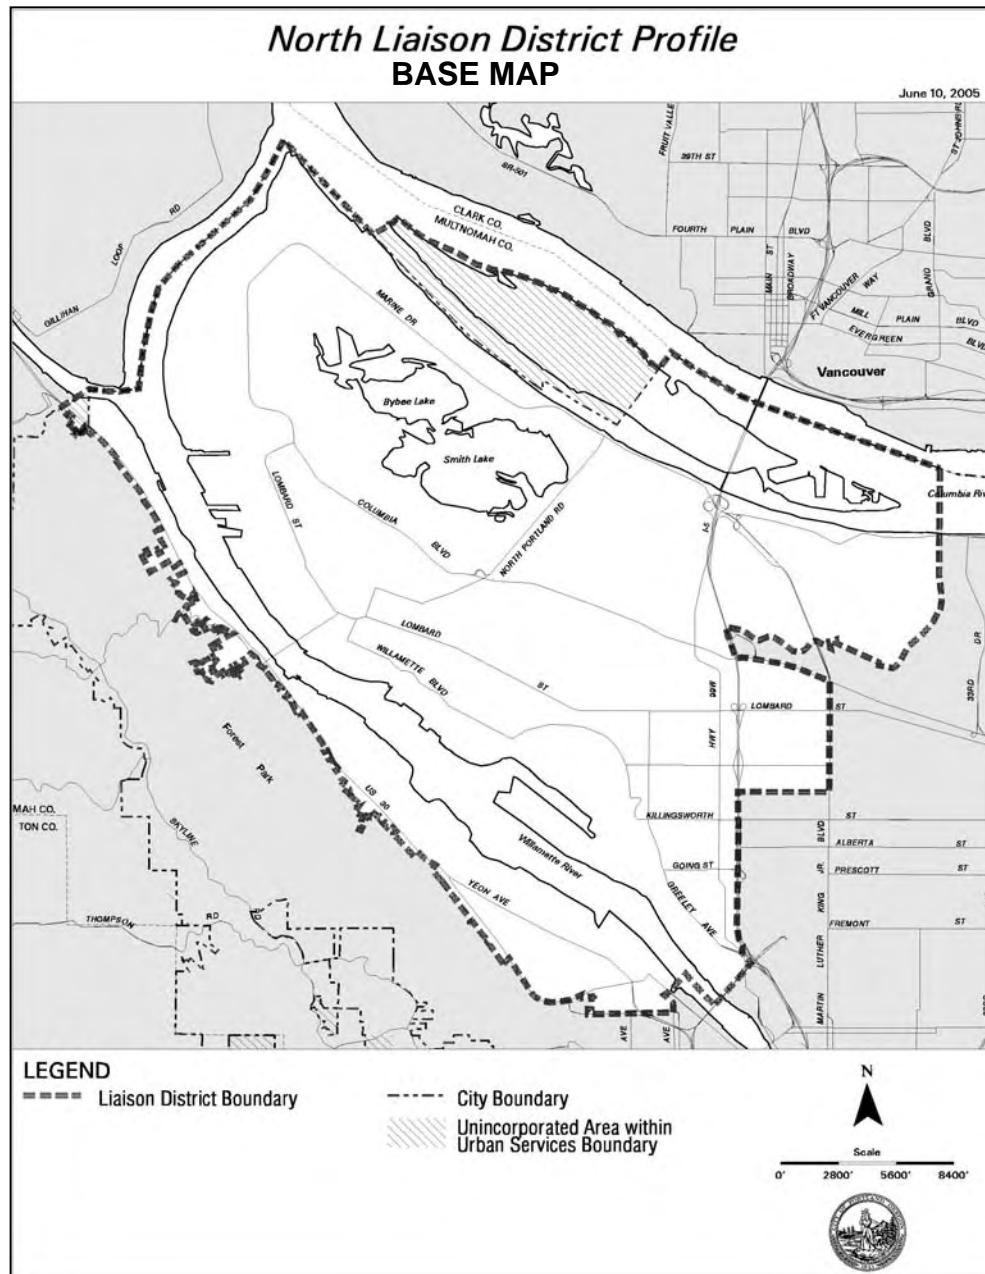 North Liaison District Profile
BASE MAP
June 10, 2005
FRUIT VALLE
39TH ST
ST JOHN
BLVD
SR-501
CLARK CO.
MULTNOMAH CO.
FOURTH PLAIN BLVD
MAIN ST
BROADWAY
FT VANCOUVER WAY
GRAND BLVD
MILL PLAIN BLVD
EVERGREEN BLV
Vancouver
LOOP RD
GILLIHAN
MARINE DR
Bybee Lake
Smith Lake
LOMBARD ST
COLUMBIA BLVD
NORTH PORTLAND RD
I-5
Columbia Riv
LOMBARD ST
WILLAMETTE BLVD
HWY 99W
LOMBARD ST
33RD DR
Forest Park
US 30
MAH CO.
TON CO.
SKYLINE
THOMPSON RD
Willamette River
YEON AVE
KILLINGSWORTH ST
ALBERTA ST
GOING ST
PRESCOTT ST
GREELEY AVE
FREMONT ST
MARTIN LUTHER KING JR. BLVD
AVE
AVE
LEGEND
Liaison District Boundary
City Boundary
Unincorporated Area within
Urban Services Boundary
N
Scale
0' 2800' 5600' 8400'